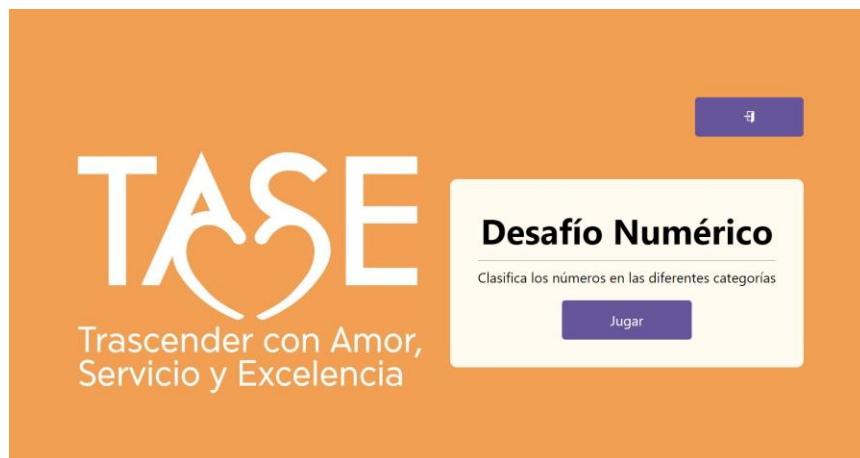 TASE
Trascender con Amor,
Servicio y Excelencia
Desafío Numérico
Clasifica los números en las diferentes categorías
Jugar